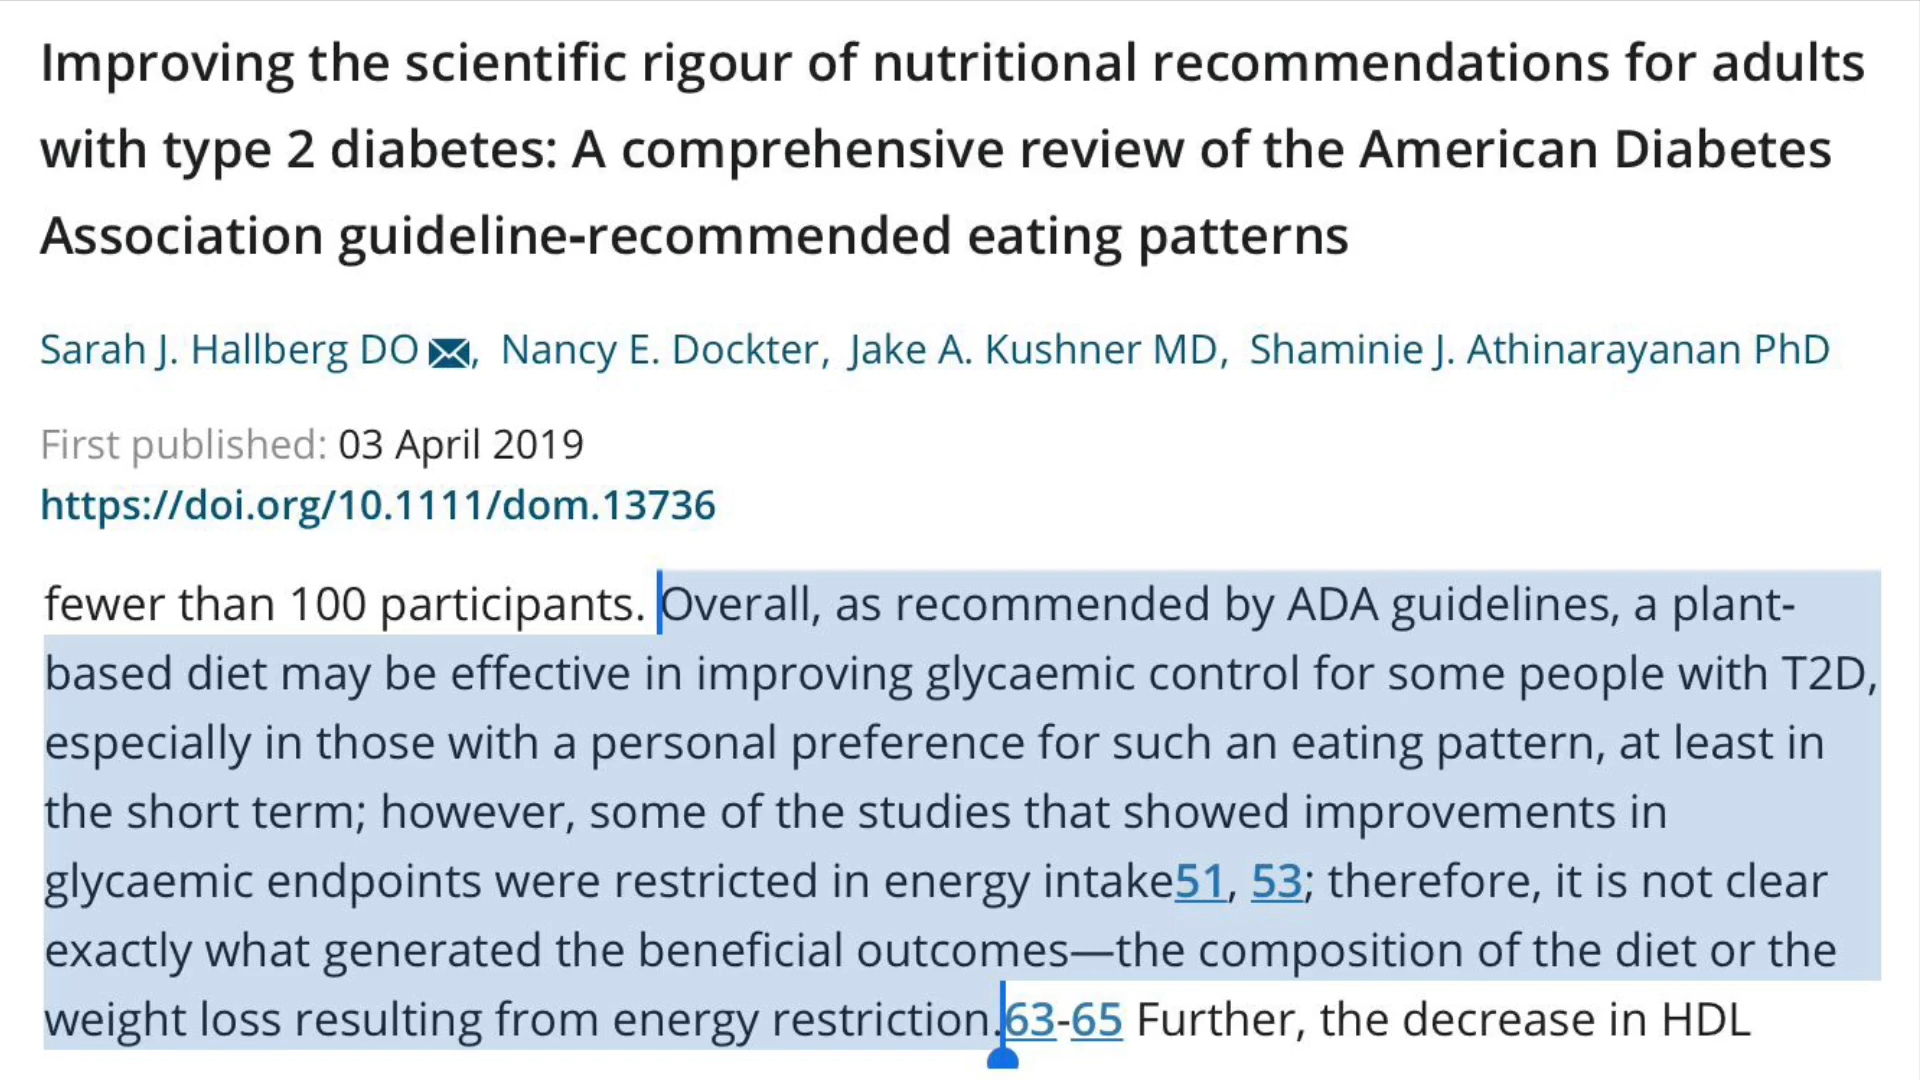 Improving the scientific rigour of nutritional recommendations for adults
with type 2 diabetes: A comprehensive review of the American Diabetes
Association guideline-recommended eating patterns
Sarah J. Hallberg DO, Nancy E. Dockter, Jake A. Kushner MD, Shaminie J. Athinarayanan PhD
First published: 03 April 2019
https://doi.org/10.1111/dom.13736
fewer than 100 participants. Overall, as recommended by ADA guidelines, a plant-
based diet may be effective in improving glycaemic control for some people with T2D,
especially in those with a personal preference for such an eating pattern, at least in
the short term; however, some of the studies that showed improvements in
glycaemic endpoints were restricted in energy intake51, 53; therefore, it is not clear
exactly what generated the beneficial outcomes—the composition of the diet or the
weight loss resulting from energy restriction.63-65 Further, the decrease in HDL